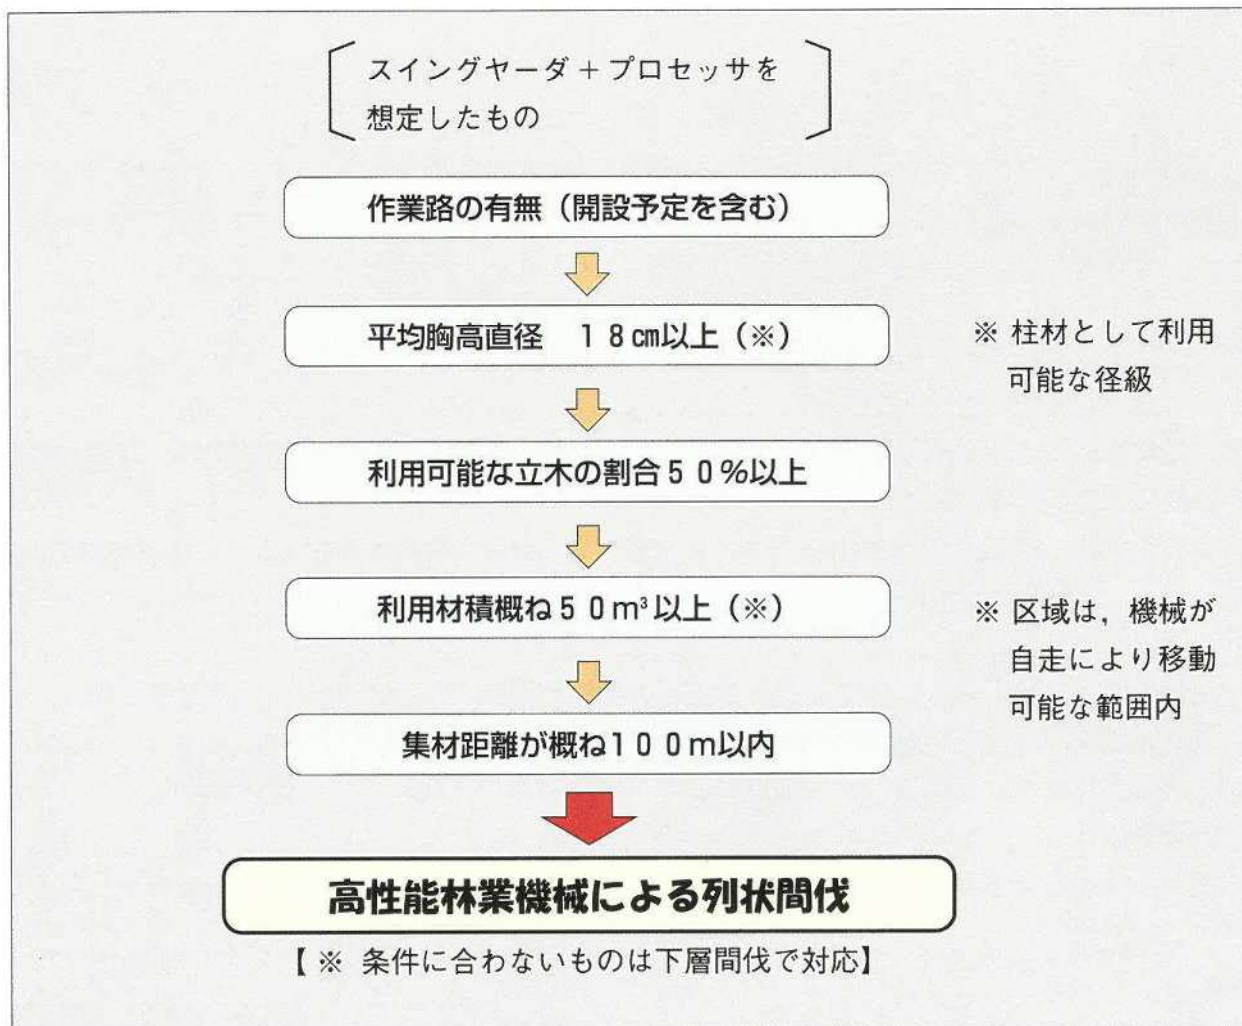 スイングヤーダ+プロセッサを
想定したもの
作業路の有無(開設予定を含む)
平均胸高直径 18㎝以上(※)
※ 柱材として利用
可能な径級
利用可能な立木の割合50%以上
利用材積概ね50m³以上(※)
※ 区域は,機械が
自走により移動
可能な範囲内
集材距離が概ね100m以内
高性能林業機械による列状間伐
【※ 条件に合わないものは下層間伐で対応】